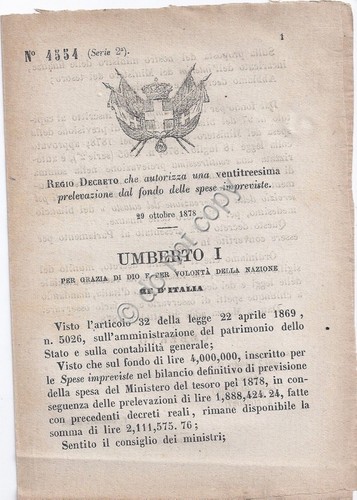 1
N° 4554 (Serie 2ª).
REGIO DECRETO che autorizza una ventitreesima
prelevazione dal fondo delle spese impreviste.
29 ottobre 1878
UMBERTO I
PER GRAZIA DI DIO E PER VOLONTÀ DELLA NAZIONE
RE D'ITALIA
Visto l'articolo 32 della legge 22 aprile 1869,
n. 5026, sull'amministrazione del patrimonio dello
Stato e sulla contabilità generale;
Visto che sul fondo di lire 4,000,000, inscritto per
le Spese impreviste nel bilancio definitivo di previsione
della spesa del Ministero del tesoro pel 1878, in con-
seguenza delle prelevazioni di lire 1,888,424.24, fatte
con precedenti decreti reali, rimane disponibile la
somma di lire 2,111,575.76;
Sentito il consiglio dei ministri;
do not copy